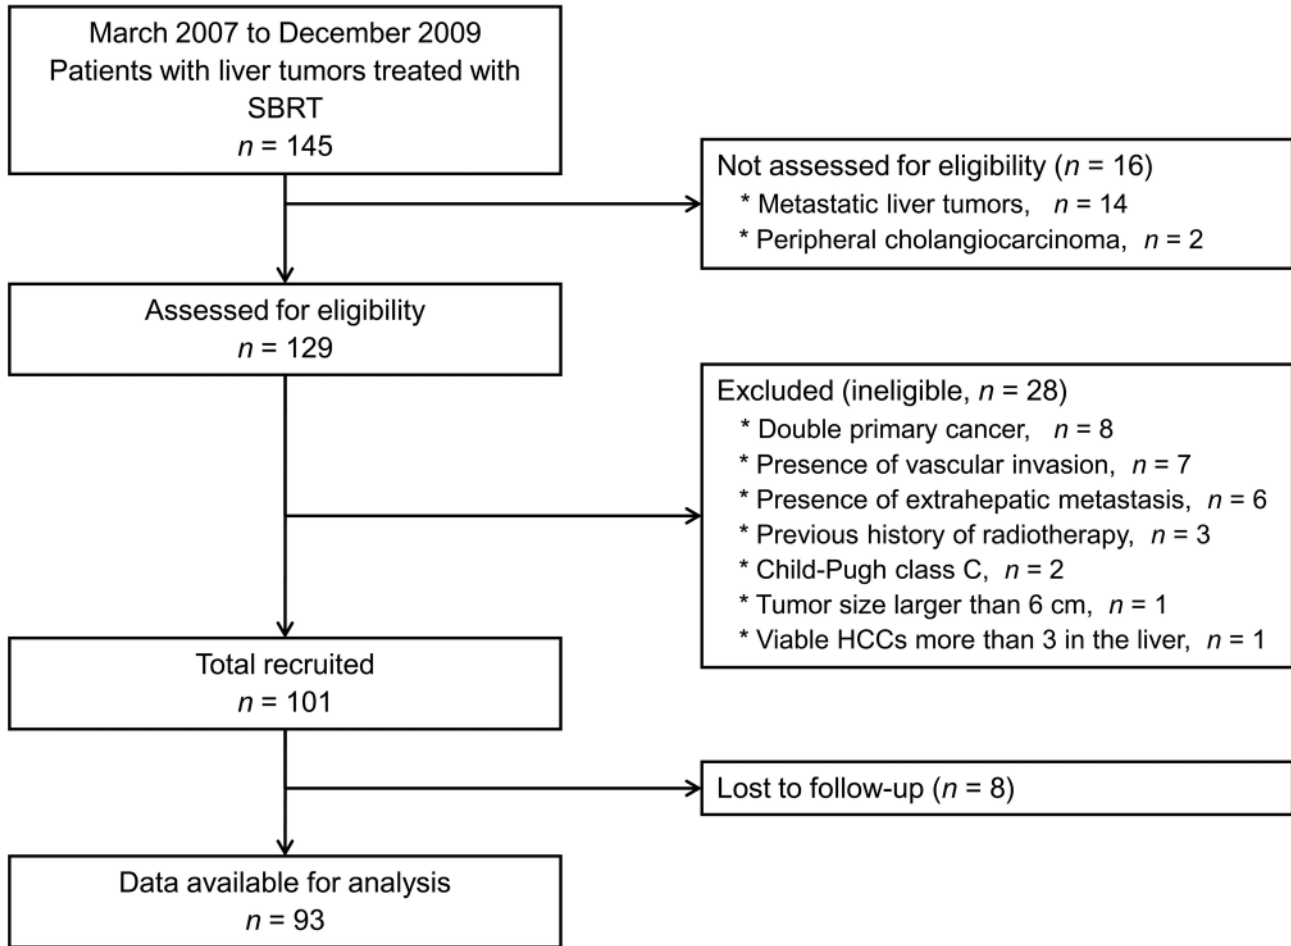 March 2007 to December 2009
Patients with liver tumors treated with
SBRT
n = 145
Not assessed for eligibility (n = 16)
* Metastatic liver tumors, n = 14
* Peripheral cholangiocarcinoma, n = 2
Assessed for eligibility
n = 129
Excluded (ineligible, n = 28)
* Double primary cancer, n = 8
* Presence of vascular invasion, n = 7
* Presence of extrahepatic metastasis, n = 6
* Previous history of radiotherapy, n = 3
* Child-Pugh class C, n = 2
* Tumor size larger than 6 cm, n = 1
* Viable HCCs more than 3 in the liver, n = 1
Total recruited
n = 101
Lost to follow-up (n = 8)
Data available for analysis
n = 93